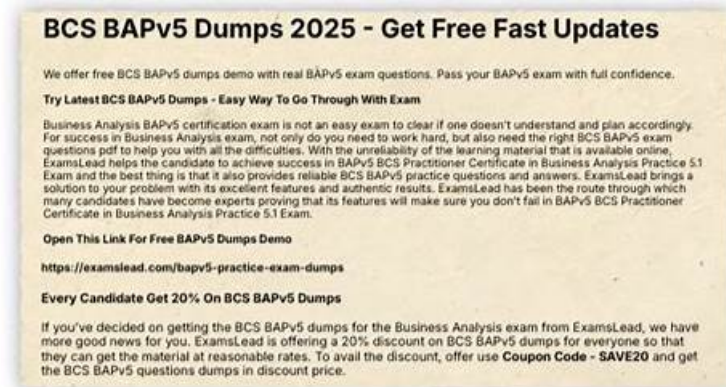 BCS BAPv5 Dumps 2025 - Get Free Fast Updates
We offer free BCS BAPv5 dumps demo with real BAPv5 exam questions. Pass your BAPv5 exam with full confidence.
Try Latest BCS BAPv5 Dumps - Easy Way To Go Through With Exam
Business Analysis BAPv5 certification exam is not an easy exam to clear if one doesn't understand and plan accordingly.
For success in Business Analysis exam, not only do you need to work hard, but also need the right BCS BAPv5 exam
questions pdf to help you with all the difficulties. With the unreliability of the learning material that is available online,
ExamsLead helps the candidate to achieve success in BAPv5 BCS Practitioner Certificate in Business Analysis Practice 5.1
Exam and the best thing is that it also provides reliable BCS BAPv5 practice questions and answers. ExamsLead brings a
solution to your problem with its excellent features and authentic results. ExamsLead has been the route through which
many candidates have become experts proving that its features will make sure you don't fail in BAPv5 BCS Practitioner
Certificate in Business Analysis Practice 5.1 Exam.
Open This Link For Free BAPv5 Dumps Demo
https://examslead.com/bapv5-practice-exam-dumps
Every Candidate Get 20% On BCS BAPv5 Dumps
If you've decided on getting the BCS BAPv5 dumps for the Business Analysis exam from ExamsLead, we have
more good news for you. ExamsLead is offering a 20% discount on BCS BAPv5 dumps for everyone so that
they can get the material at reasonable rates. To avail the discount, offer use Coupon Code - SAVE20 and get
the BCS BAPv5 questions dumps in discount price.